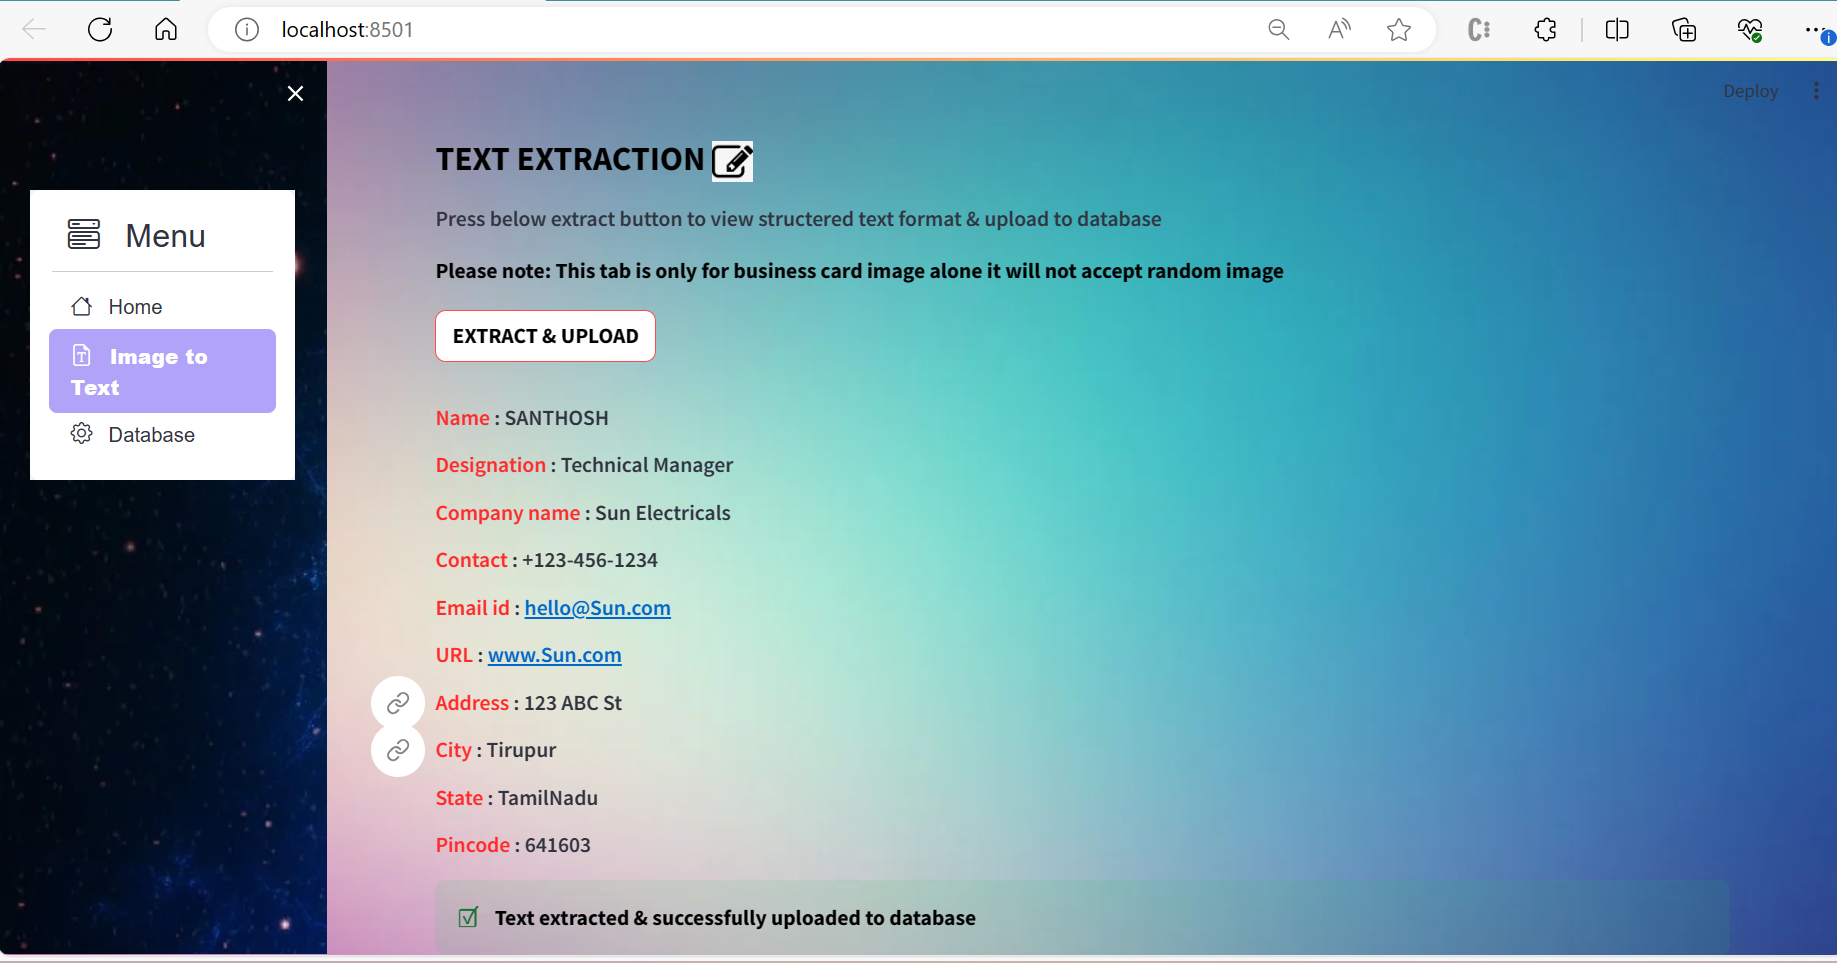 localhost:8501
Deploy
Menu
Home
Image to
Text
Database
TEXT EXTRACTION
Press below extract button to view structered text format & upload to database
Please note: This tab is only for business card image alone it will not accept random image
EXTRACT & UPLOAD
Name : SANTHOSH
Designation : Technical Manager
Company name : Sun Electricals
Contact : +123-456-1234
Email id : hello@Sun.com
URL : www.Sun.com
Address : 123 ABC St
City : Tirupur
State : TamilNadu
Pincode : 641603
Text extracted & successfully uploaded to database